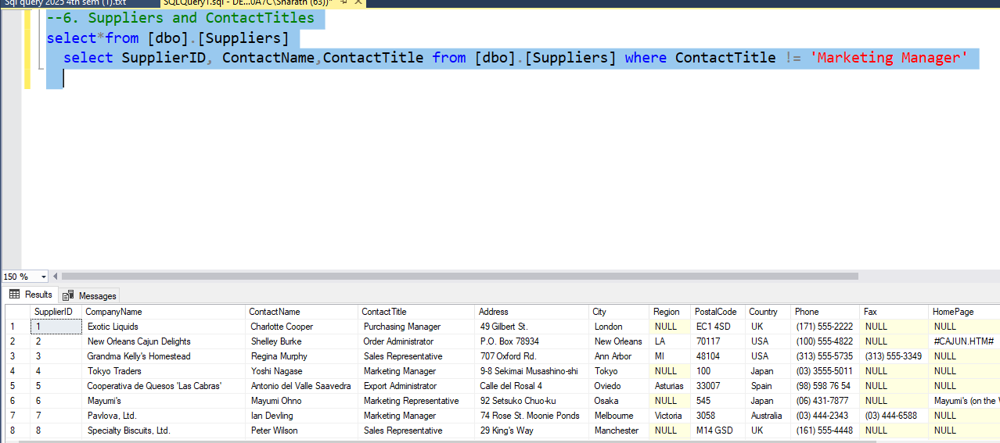 Sql query 2025 4th sem (1).txt SQLQuery1.sql - DE...0A7C\Sharath (63))*
--6. Suppliers and ContactTitles
select*from [dbo].[Suppliers]
select SupplierID, ContactName,ContactTitle from [dbo].[Suppliers] where ContactTitle != 'Marketing Manager'
150 %
Results Messages
SupplierID CompanyName ContactName ContactTitle Address City Region PostalCode Country Phone Fax HomePage
1 1 Exotic Liquids Charlotte Cooper Purchasing Manager 49 Gilbert St. London NULL EC1 4SD UK (171) 555-2222 NULL NULL
2 2 New Orleans Cajun Delights Shelley Burke Order Administrator P.O. Box 78934 New Orleans LA 70117 USA (100) 555-4822 NULL #CAJUN.HTM#
3 3 Grandma Kelly's Homestead Regina Murphy Sales Representative 707 Oxford Rd. Ann Arbor MI 48104 USA (313) 555-5735 (313) 555-3349 NULL
4 4 Tokyo Traders Yoshi Nagase Marketing Manager 9-8 Sekimai Musashino-shi Tokyo NULL 100 Japan (03) 3555-5011 NULL NULL
5 5 Cooperativa de Quesos 'Las Cabras' Antonio del Valle Saavedra Export Administrator Calle del Rosal 4 Oviedo Asturias 33007 Spain (98) 598 76 54 NULL NULL
6 6 Mayumi's Mayumi Ohno Marketing Representative 92 Setsuko Chuo-ku Osaka NULL 545 Japan (06) 431-7877 NULL Mayumi's (on the
7 7 Pavlova, Ltd. Ian Devling Marketing Manager 74 Rose St. Moonie Ponds Melbourne Victoria 3058 Australia (03) 444-2343 (03) 444-6588 NULL
8 8 Specialty Biscuits, Ltd. Peter Wilson Sales Representative 29 King's Way Manchester NULL M14 GSD UK (161) 555-4448 NULL NULL